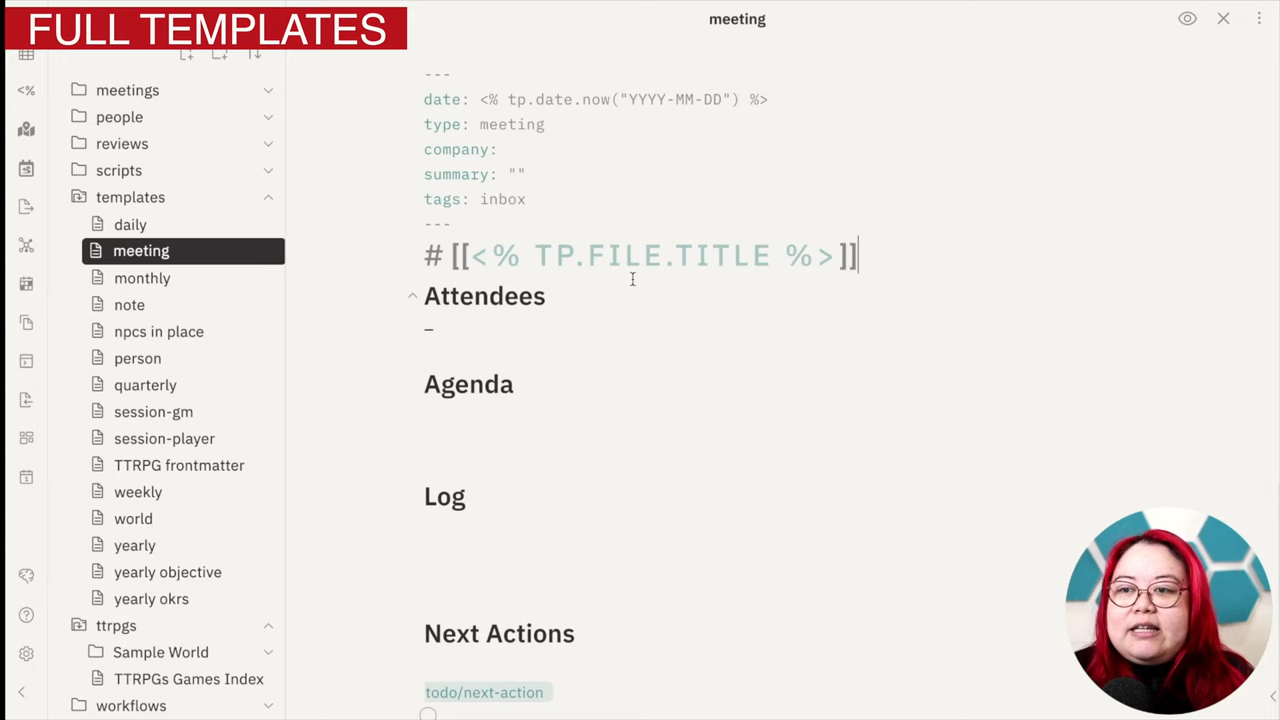 FULL TEMPLATES
meeting
<%
meetings
people
reviews
scripts
templates
daily
meeting
monthly
note
npcs in place
person
quarterly
session-gm
session-player
TTRPG frontmatter
weekly
world
yearly
yearly objective
yearly okrs
ttrpgs
Sample World
TTRPGs Games Index
workflows
---
date: <% tp.date.now("YYYY-MM-DD") %>
type: meeting
company:
summary: ""
tags: inbox
---
# [[<% TP.FILE.TITLE %>]]
Attendees
–
Agenda
Log
Next Actions
todo/next-action